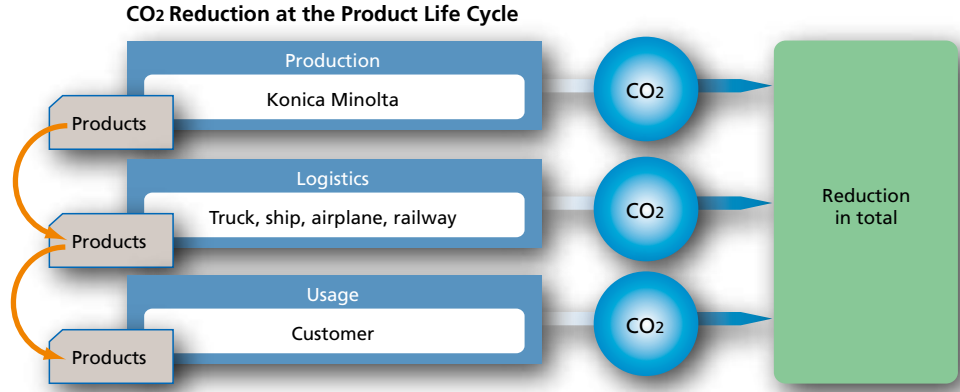 CO2 Reduction at the Product Life Cycle
Production
Konica Minolta
CO2
Products
Logistics
Truck, ship, airplane, railway
CO2
Products
Reduction
in total
Usage
Customer
CO2
Products